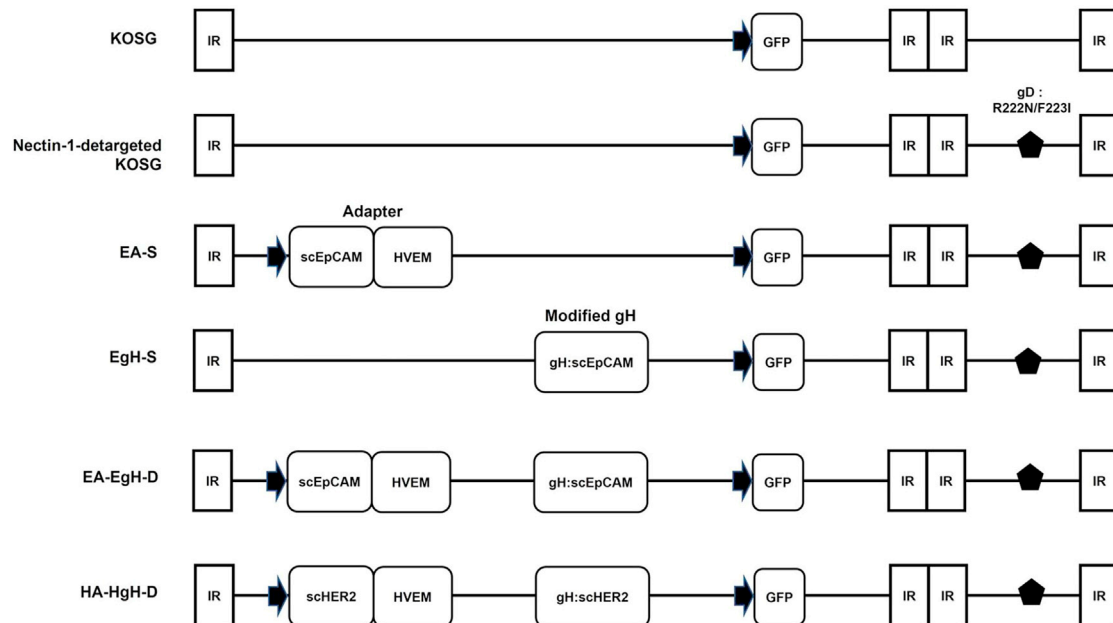 KOSG
IR
GFP
IR
IR
IR
gD :
R222N/F223I
Nectin-1-detargeted
KOSG
IR
GFP
IR
IR
IR
Adapter
EA-S
IR
scEpCAM
HVEM
GFP
IR
IR
IR
Modified gH
EgH-S
IR
gH:scEpCAM
GFP
IR
IR
IR
EA-EgH-D
IR
scEpCAM
HVEM
gH:scEpCAM
GFP
IR
IR
IR
HA-HgH-D
IR
scHER2
HVEM
gH:scHER2
GFP
IR
IR
IR